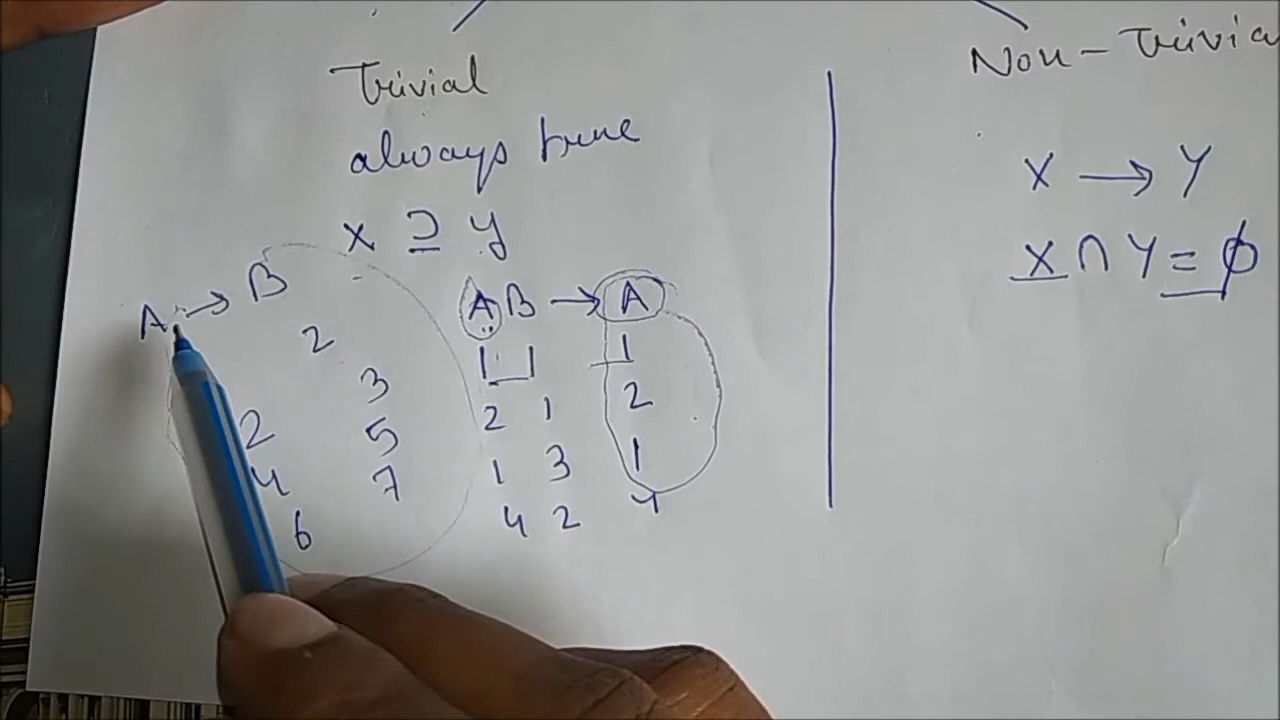 Trivial
always true
X ⊇ Y
A → B
2
3
2 5
4 7
6
AB → A
1 1 1
2 1 2
1 3 1
4 2 4
Non-Trivia
X → Y
X ∩ Y = ϕ